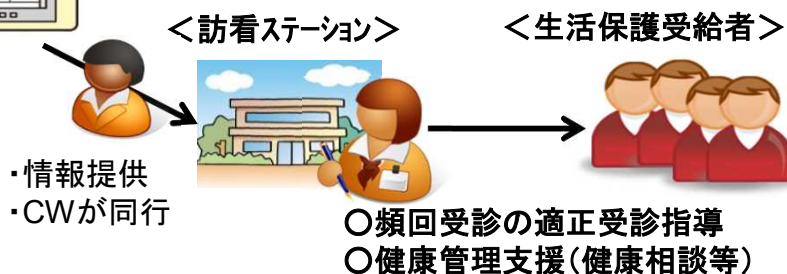 ＜訪看ステーション＞
＜生活保護受給者＞
・情報提供
・CWが同行
〇頻回受診の適正受診指導
〇健康管理支援（健康相談等）